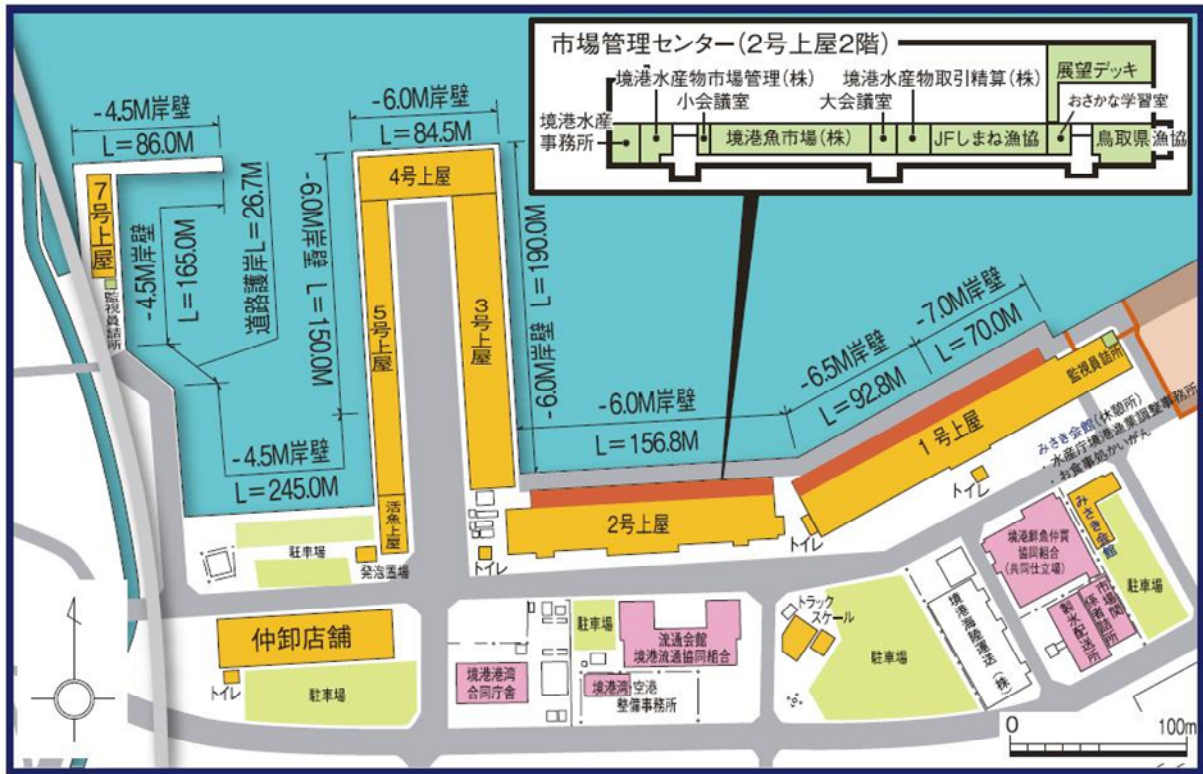 市場管理センター(2号上屋2階)
境港水産物市場管理(株)
境港水産物取引精算(株)
展望デッキ
小会議室
大会議室
おさかな学習室
境港水産
事務所
境港魚市場(株)
JFしまね漁協
鳥取県漁協
-4.5M岸壁
L=86.0M
-6.0M岸壁
L=84.5M
7号上屋
監視員詰所
-4.5M岸壁
L=165.0M
道路護岸L=26.7M
-6.0M岸壁 L=150.0M
4号上屋
5号上屋
3号上屋
-6.0M岸壁 L=190.0M
-4.5M岸壁
L=245.0M
-6.0M岸壁
L=156.8M
-6.5M岸壁
L=92.8M
-7.0M岸壁
L=70.0M
監視員詰所
1号上屋
2号上屋
活魚上屋
駐車場
発泡置場
トイレ
トイレ
トイレ
みさき会館(休憩所)
・水産庁境港漁業調整事務所
・お食事処かいがん
みさき会館
境港鮮魚仲買
協同組合
(共同仕立場)
駐車場
市場関
係者詰所
製氷配送所
仲卸店舗
トイレ
駐車場
境港港湾
合同庁舎
駐車場
流通会館
境港流通協同組合
境港湾・空港
整備事務所
トラック
スケール
駐車場
境港海陸運送(株)
0
100m